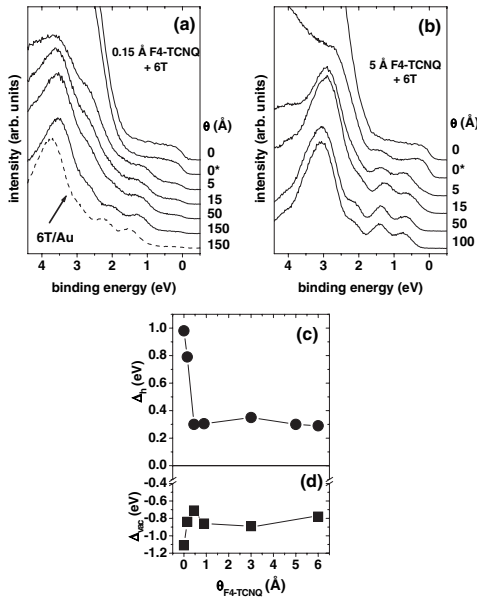 (a)
0.15 Å F4-TCNQ
+ 6T
θ (Å)
0
0*
5
15
50
150
150
6T/Au
intensity (arb. units)
4 3 2 1 0
binding energy (eV)
(b)
5 Å F4-TCNQ
+ 6T
θ (Å)
0
0*
5
15
50
100
intensity (arb. units)
4 3 2 1 0
binding energy (eV)
(c)
Δh (eV)
1.0
0.8
0.6
0.4
0.2
0.0
(d)
Δvac (eV)
-0.4
-0.6
-0.8
-1.0
-1.2
0 1 2 3 4 5 6
θF4-TCNQ (Å)